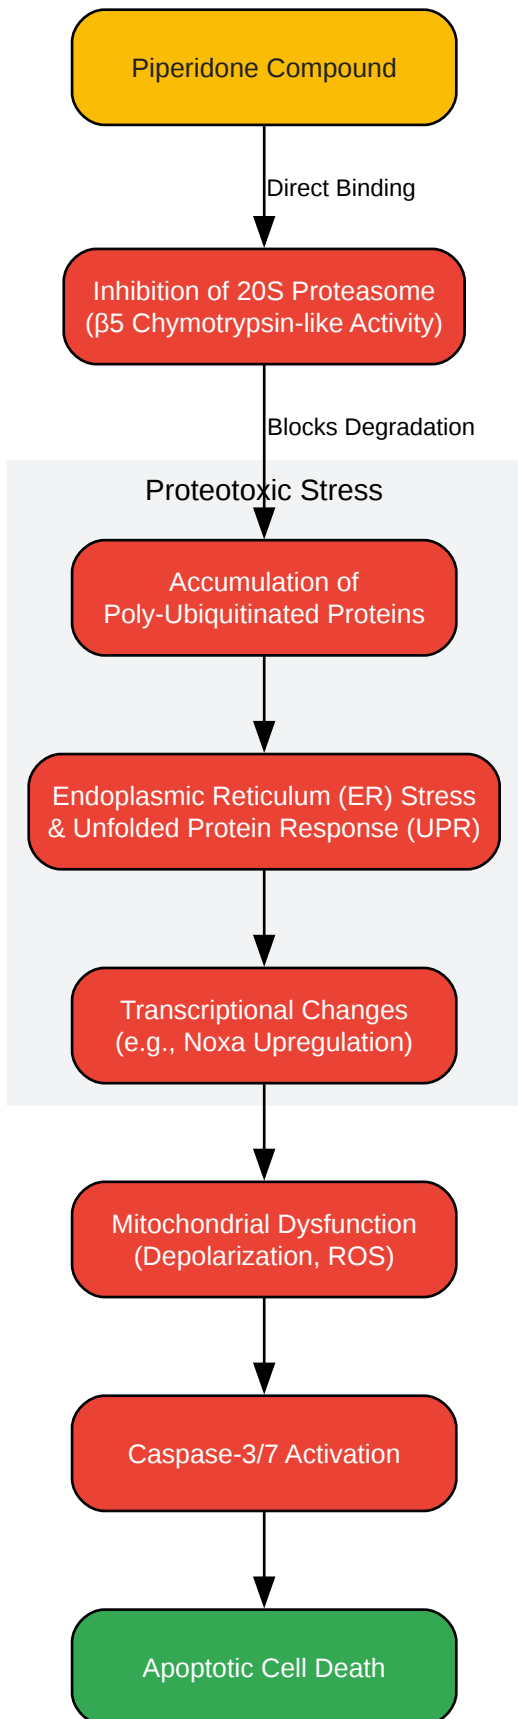 Piperidone Compound
Direct Binding
Inhibition of 20S Proteasome
(β5 Chymotrypsin-like Activity)
Blocks Degradation
Proteotoxic Stress
Accumulation of
Poly-Ubiquitinated Proteins
Endoplasmic Reticulum (ER) Stress
& Unfolded Protein Response (UPR)
Transcriptional Changes
(e.g., Noxa Upregulation)
Mitochondrial Dysfunction
(Depolarization, ROS)
Caspase-3/7 Activation
Apoptotic Cell Death